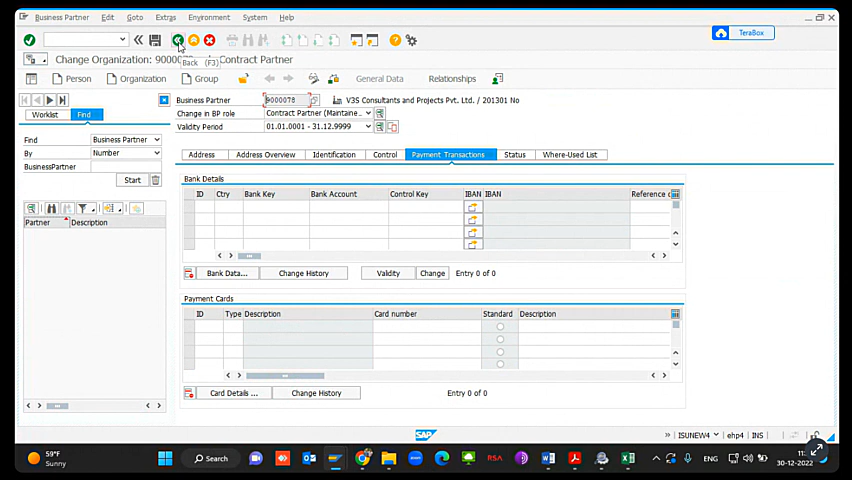 Business Partner Edit Goto Extras Environment System Help
TeraBox
Change Organization: 9000078 Contract Partner
Back (F3)
Person Organization Group General Data Relationships
Worklist Find
Find Business Partner
By Number
BusinessPartner
Start
Partner Description
Business Partner 9000078 V3S Consultants and Projects Pvt. Ltd. / 201301 No
Change in BP role Contract Partner (Maintaine...
Validity Period 01.01.0001 - 31.12.9999
Address Address Overview Identification Control Payment Transactions Status Where-Used List
Bank Details
ID Ctry Bank Key Bank Account Control Key IBAN IBAN Reference
Bank Data... Change History Validity Change Entry 0 of 0
Payment Cards
ID Type Description Card number Standard Description
Card Details ... Change History Entry 0 of 0
SAP
ISUNEW4 ehp4 INS
59°F
Sunny
Search
RSA
ENG
30-12-2022